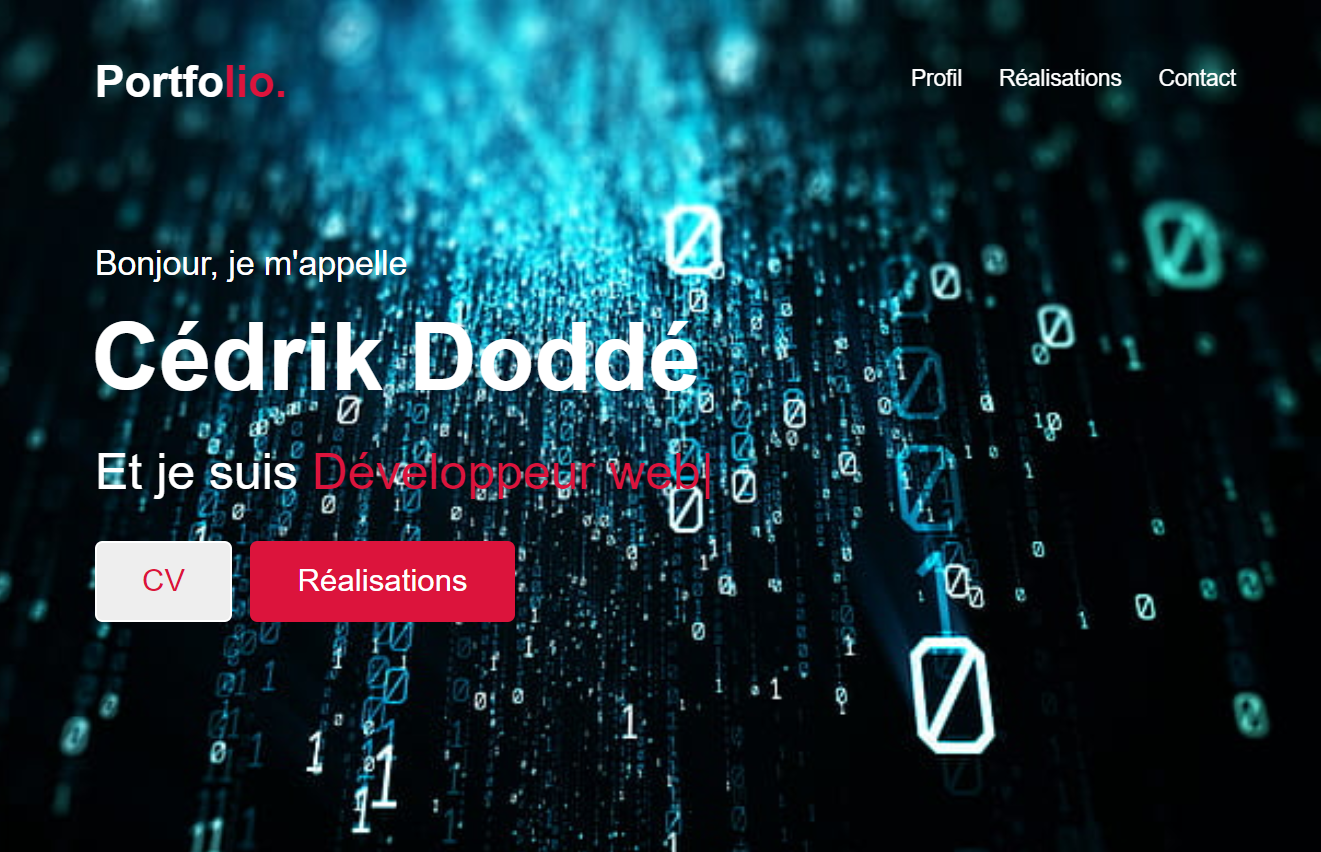 Portfolio.
Profil Réalisations Contact
Bonjour, je m'appelle
Cédrik Doddé
Et je suis Développeur web|
CV Réalisations